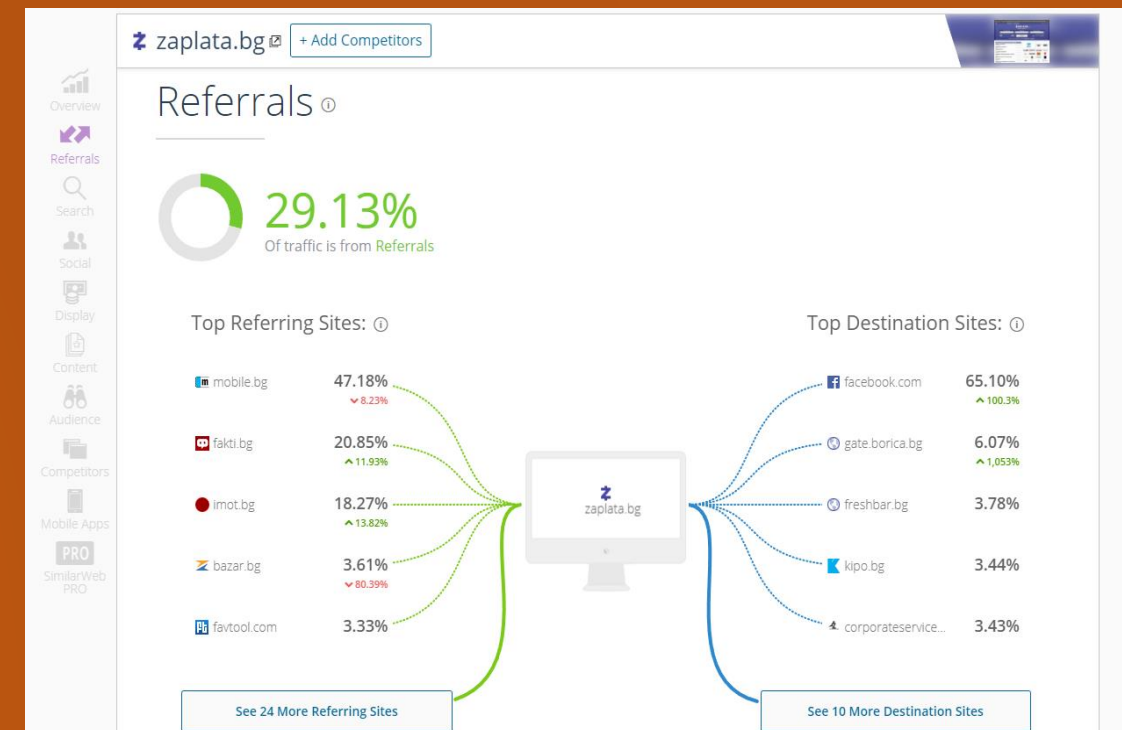 zaplata.bg + Add Competitors
Overview
Referrals
Search
Social
Display
Content
Audience
Competitors
Mobile Apps
PRO
SimilarWeb
PRO
Referrals
29.13%
Of traffic is from Referrals
Top Referring Sites:
mobile.bg 47.18%
8.23%
fakti.bg 20.85%
11.93%
imot.bg 18.27%
13.82%
bazar.bg 3.61%
80.39%
favtool.com 3.33%
See 24 More Referring Sites
zaplata.bg
Top Destination Sites:
facebook.com 65.10%
100.3%
gate.borica.bg 6.07%
1,053%
freshbar.bg 3.78%
kipo.bg 3.44%
corporateservice... 3.43%
See 10 More Destination Sites